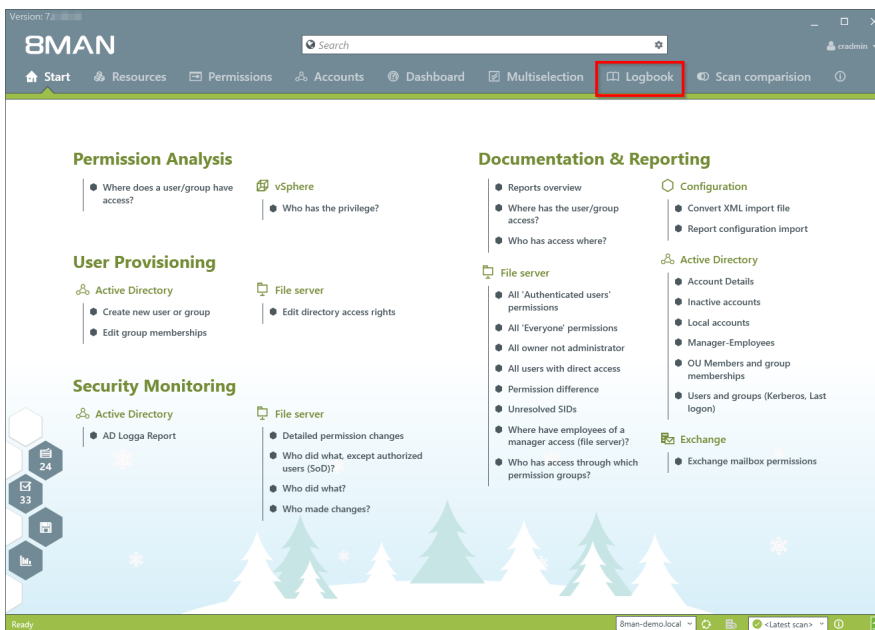 Version: 7.
8MAN
Search
cradmin
Start
Resources
Permissions
Accounts
Dashboard
Multiselection
Logbook
Scan comparision
Permission Analysis
Where does a user/group have
access?
vSphere
Who has the privilege?
User Provisioning
Active Directory
Create new user or group
Edit group memberships
File server
Edit directory access rights
Security Monitoring
Active Directory
AD Logga Report
File server
Detailed permission changes
Who did what, except authorized
users (SoD)?
Who did what?
Who made changes?
Documentation & Reporting
Reports overview
Where has the user/group
access?
Who has access where?
File server
All 'Authenticated users'
permissions
All 'Everyone' permissions
All owner not administrator
All users with direct access
Permission difference
Unresolved SIDs
Where have employees of a
manager access (file server)?
Who has access through which
permission groups?
Configuration
Convert XML import file
Report configuration import
Active Directory
Account Details
Inactive accounts
Local accounts
Manager-Employees
OU Members and group
memberships
Users and groups (Kerberos, Last
logon)
Exchange
Exchange mailbox permissions
24
33
Ready
8man-demo.local
<Latest scan>